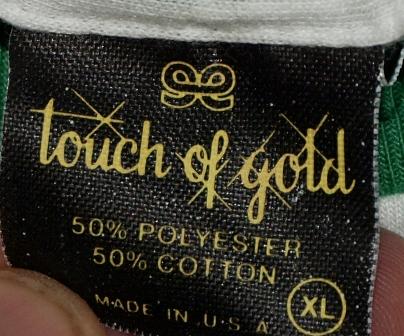 touch of gold
50% POLYESTER
50% COTTON
MADE IN U.S.A
XL